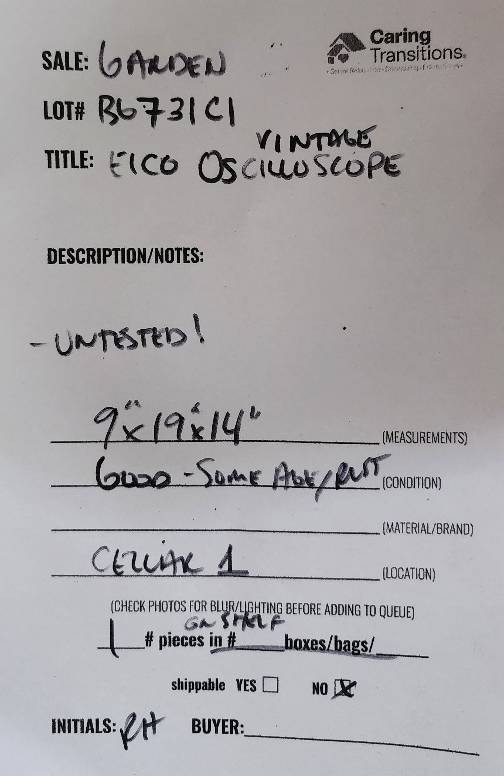 Caring
Transitions®
SALE: GARDEN
LOT# B6731C1
VINTAGE
TITLE: EICO OSCILLOSCOPE
DESCRIPTION/NOTES:
- UNTESTED!
9" x 19" x 14" (MEASUREMENTS)
GOOD - SOME AGE/RUST (CONDITION)
(MATERIAL/BRAND)
CELLAR 1 (LOCATION)
(CHECK PHOTOS FOR BLUR/LIGHTING BEFORE ADDING TO QUEUE)
ON SHELF
1 # pieces in # boxes/bags/
shippable YES ☐ NO ☒
INITIALS: RH BUYER: